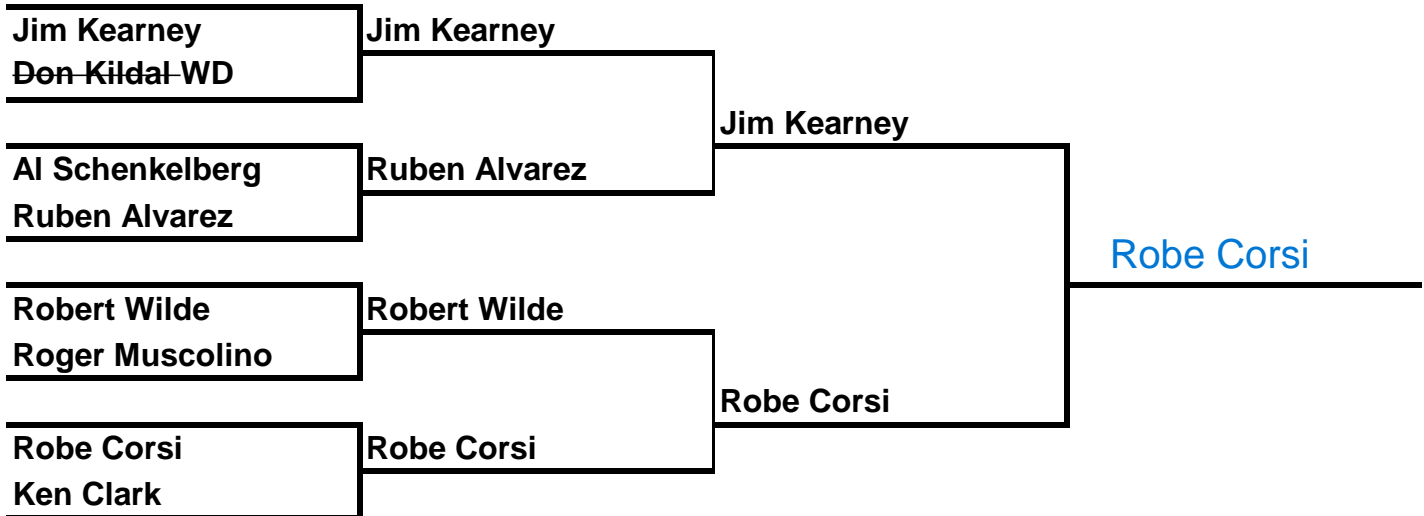 Jim Kearney
Don Kildal WD
Al Schenkelberg
Ruben Alvarez
Robert Wilde
Roger Muscolino
Robe Corsi
Ken Clark
Jim Kearney
Ruben Alvarez
Robert Wilde
Robe Corsi
Jim Kearney
Robe Corsi
Robe Corsi